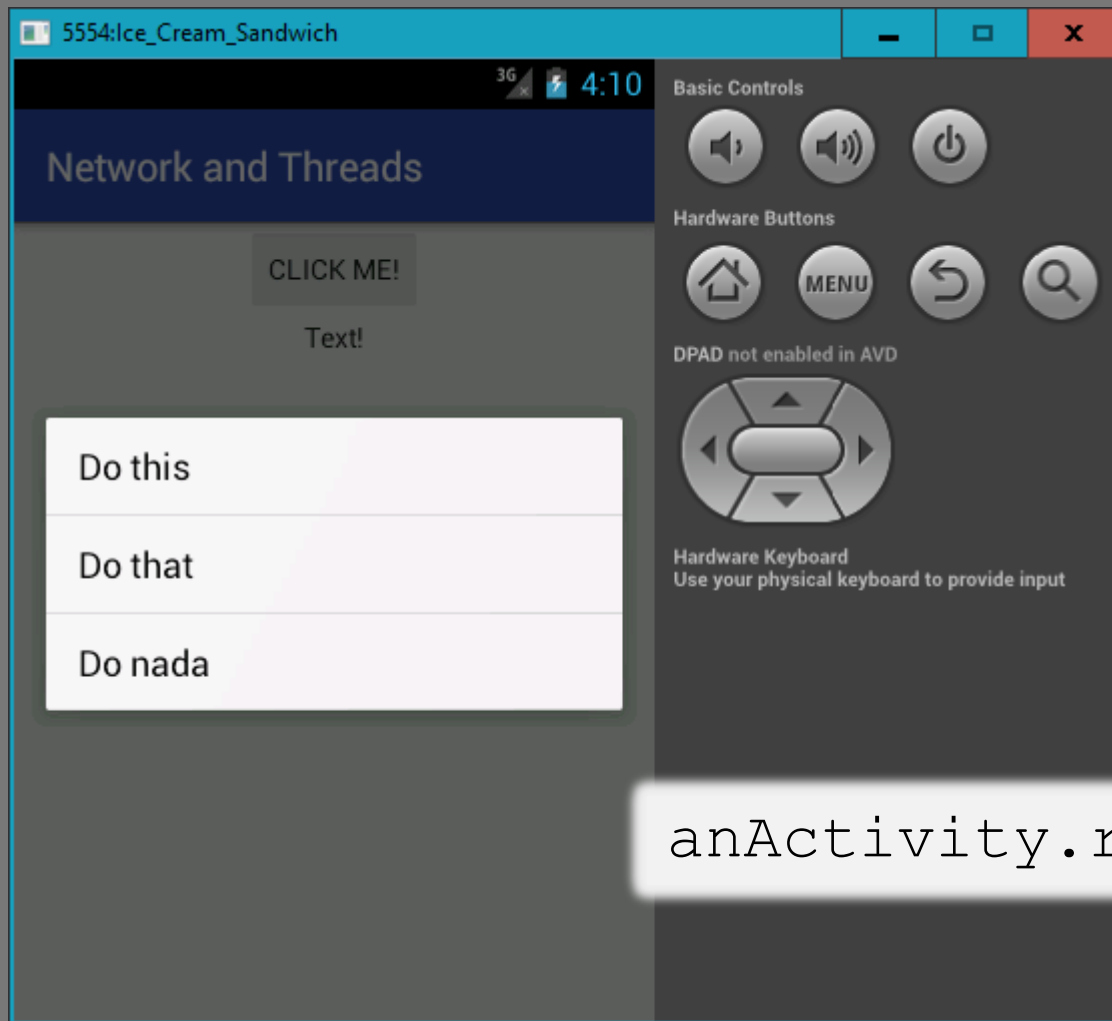 5554:Ice_Cream_Sandwich
3G 4:10
Network and Threads
CLICK ME!
Text!
Do this
Do that
Do nada
Basic Controls
Hardware Buttons
MENU
DPAD not enabled in AVD
Hardware Keyboard
Use your physical keyboard to provide input
anActivity.r